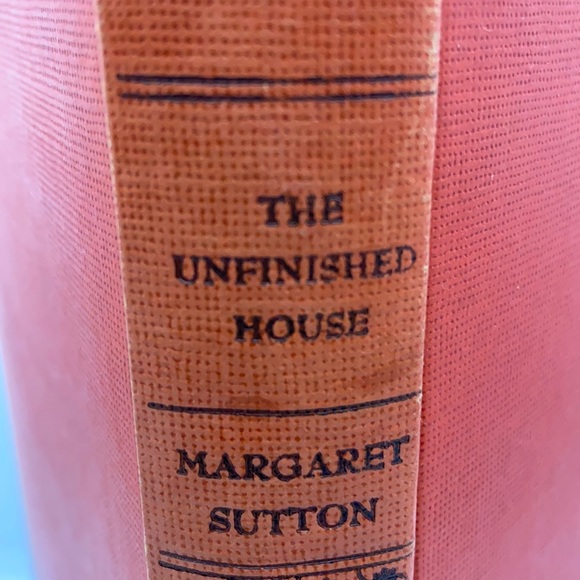 THE
UNFINISHED
HOUSE
MARGARET
SUTTON